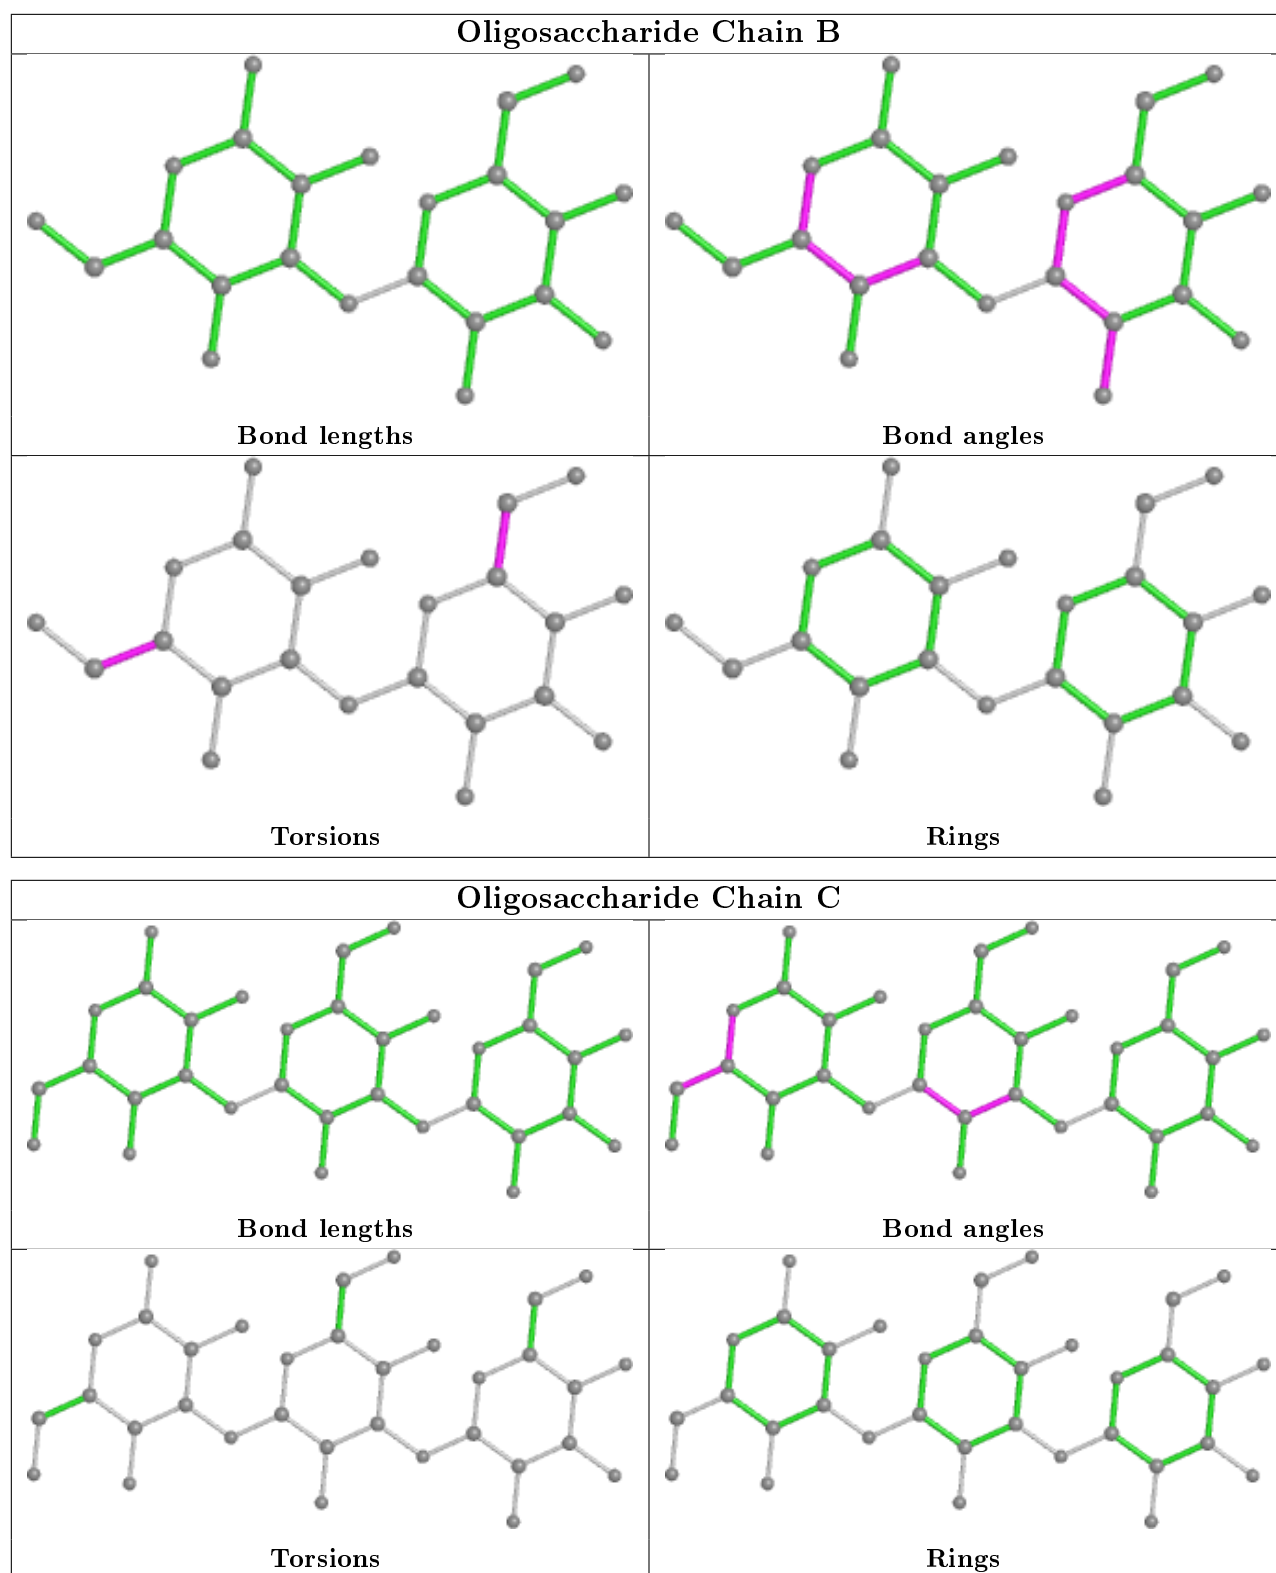 Oligosaccharide Chain B
Bond lengths
Bond angles
Torsions
Rings
Oligosaccharide Chain C
Bond lengths
Bond angles
Torsions
Rings